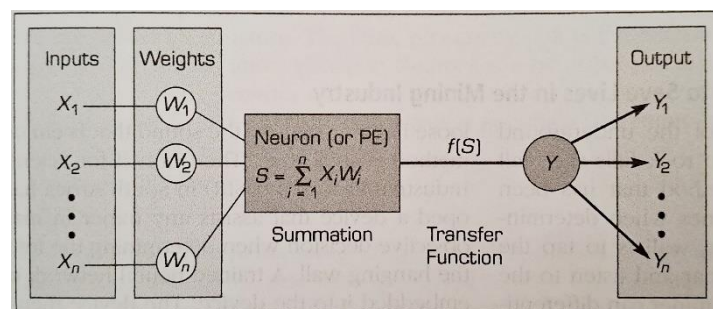 Inputs
Weights
Output
X1
W1
Neuron (or PE)
S = n∑i = 1 XiWi
f(S)
Y
Y1
X2
W2
Y2
Xn
Wn
Yn
Summation
Transfer
Function